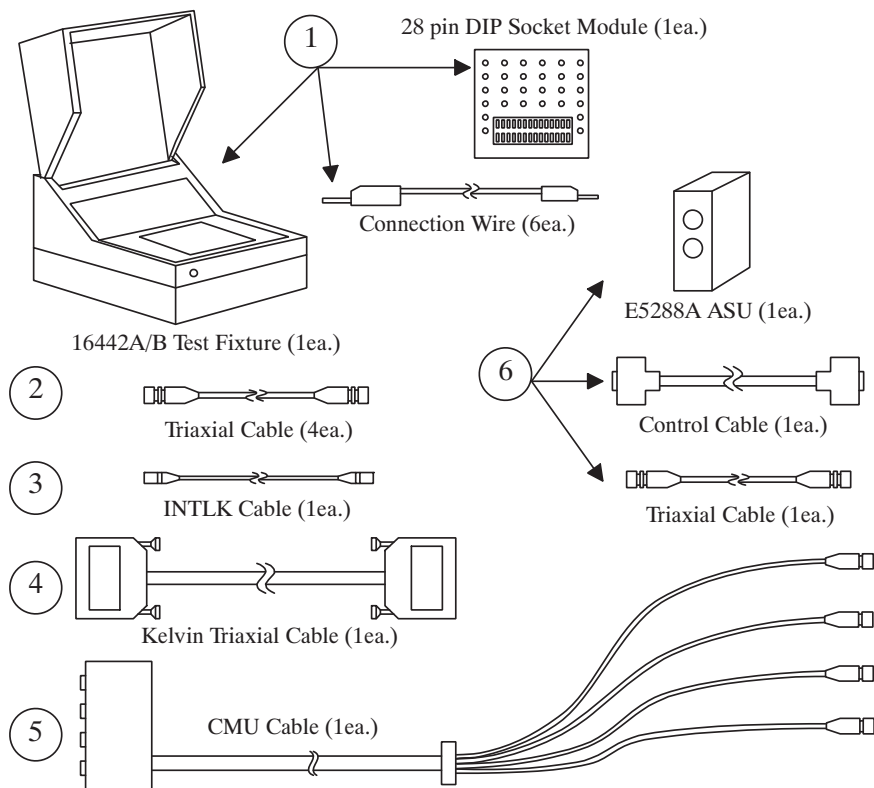 1
28 pin DIP Socket Module (1ea.)
Connection Wire (6ea.)
16442A/B Test Fixture (1ea.)
E5288A ASU (1ea.)
2
Triaxial Cable (4ea.)
6
Control Cable (1ea.)
3
INTLK Cable (1ea.)
Triaxial Cable (1ea.)
4
Kelvin Triaxial Cable (1ea.)
5
CMU Cable (1ea.)